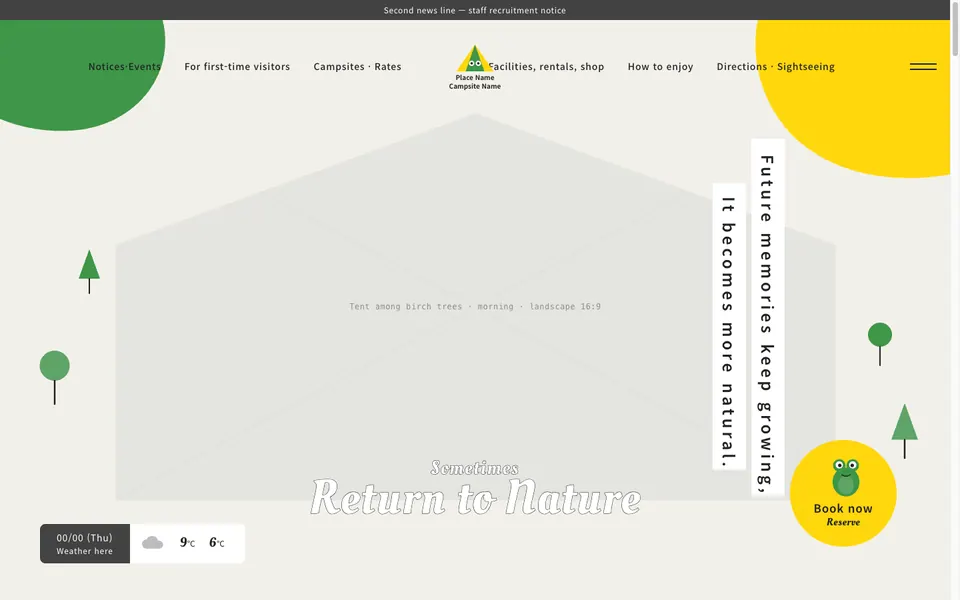 Second news line — staff recruitment notice
Notices·Events
For first-time visitors
Campsites · Rates
Place Name
Campsite Name
Facilities, rentals, shop
How to enjoy
Directions · Sightseeing
Future memories keep growing,
It becomes more natural.
Tent among birch trees · morning · landscape 16:9
Sometimes
Return to Nature
Book now
Reserve
00/00 (Thu)
Weather here
9℃ 6℃